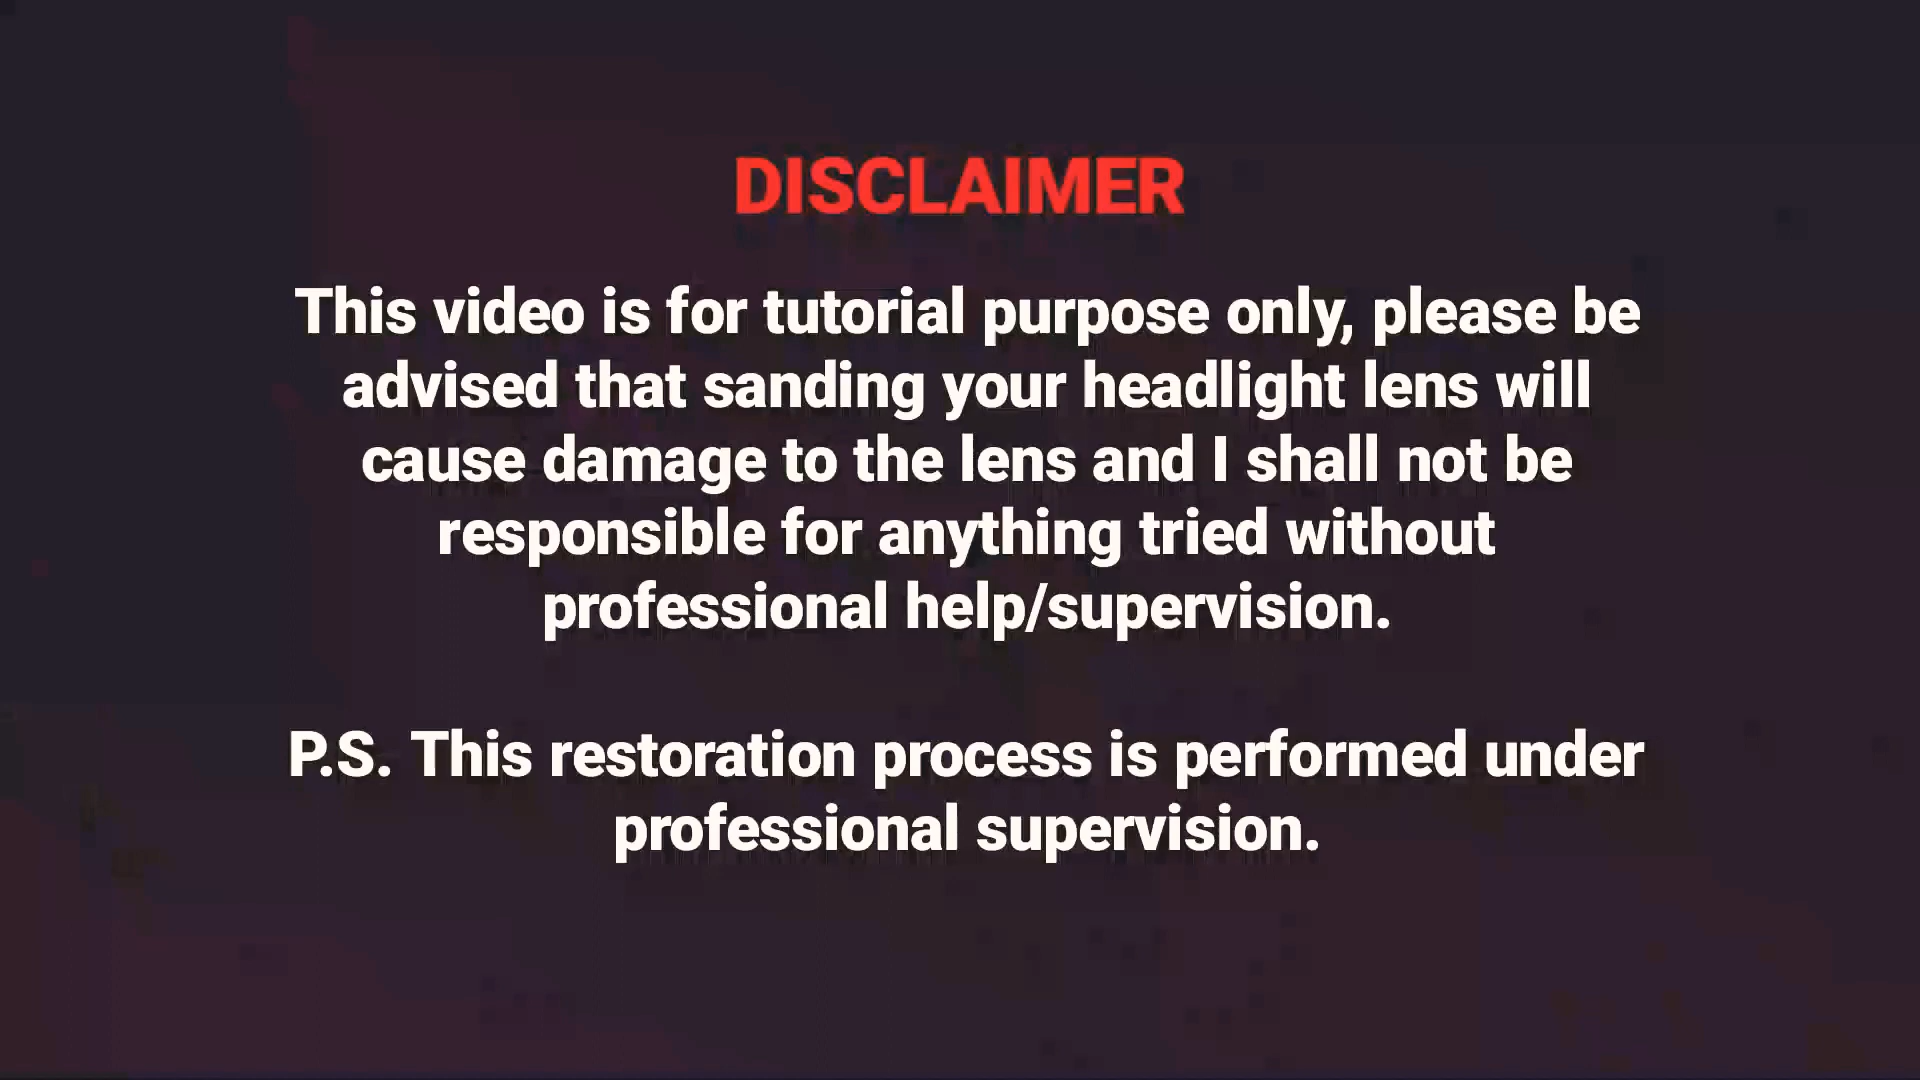 DISCLAIMER
This video is for tutorial purpose only, please be
advised that sanding your headlight lens will
cause damage to the lens and I shall not be
responsible for anything tried without
professional help/supervision.
P.S. This restoration process is performed under
professional supervision.